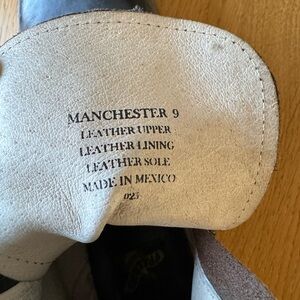 MANCHESTER 9
LEATHER UPPER
LEATHER LINING
LEATHER SOLE
MADE IN MEXICO
025